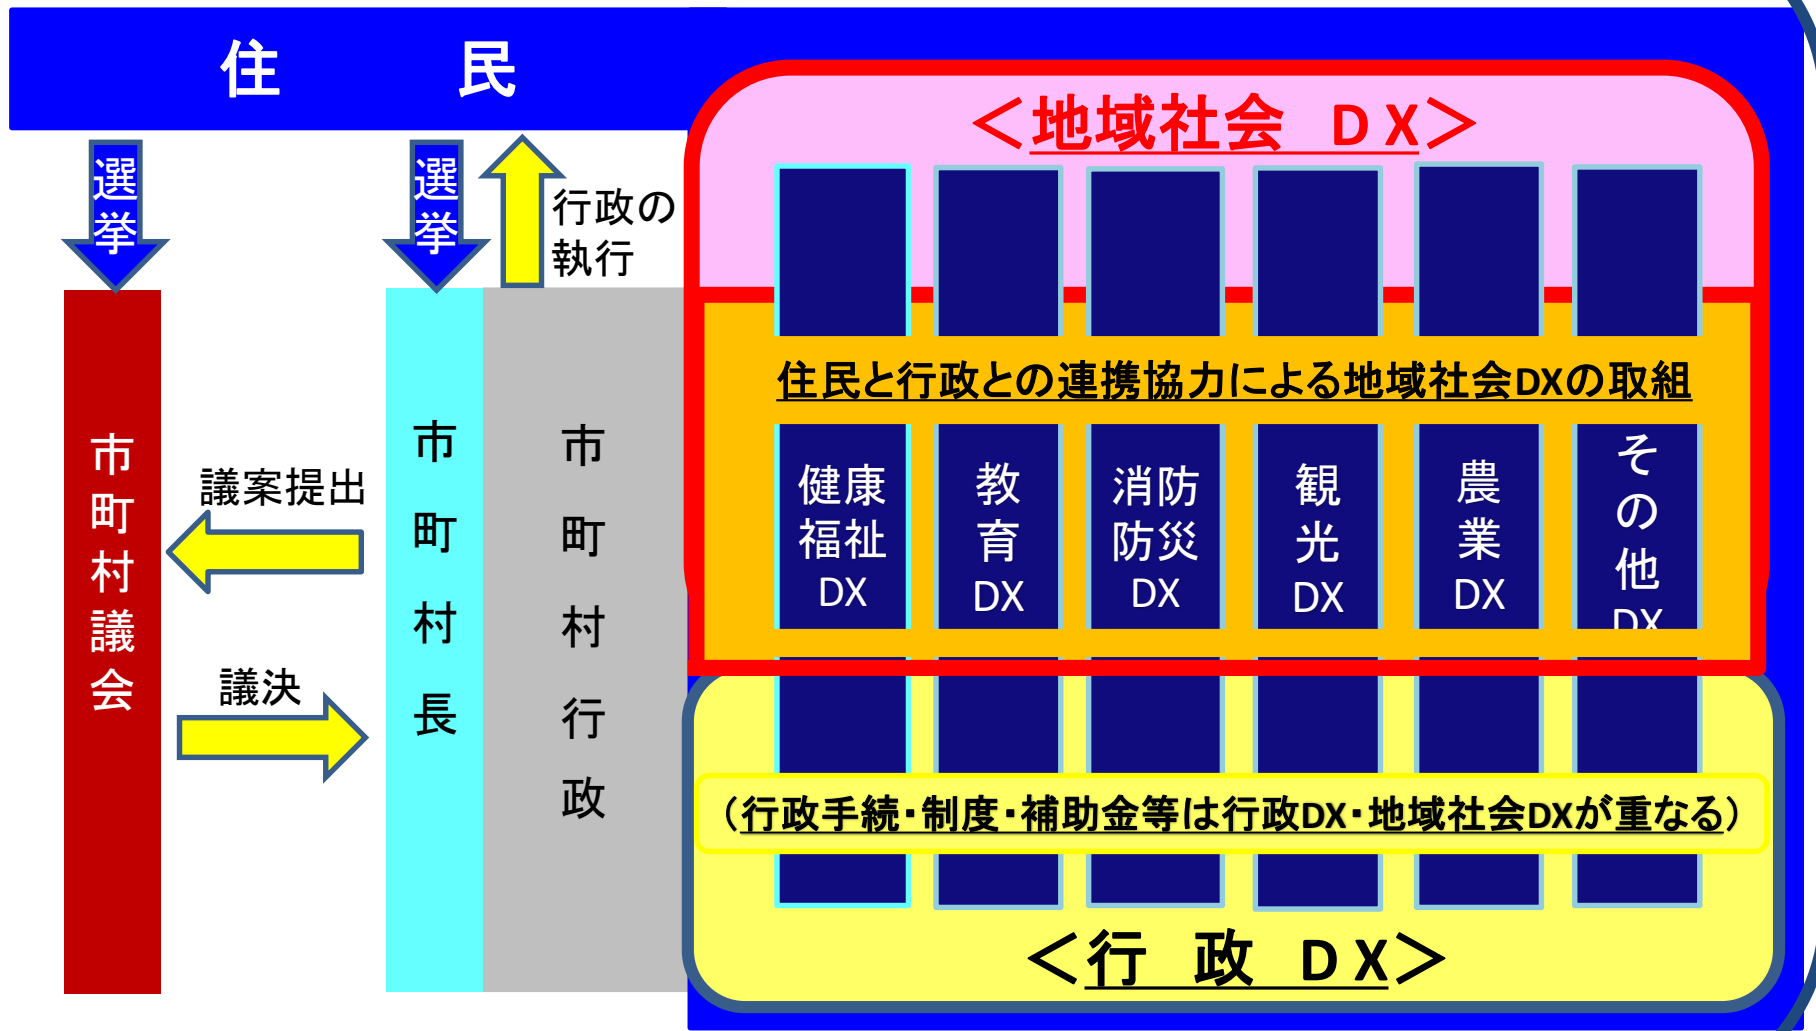 住　民
＜地域社会　DX＞
選挙
選挙
行政の
執行
住民と行政との連携協力による地域社会DXの取組
市町村議会
議案提出
議決
市町村長
市町村行政
健康
福祉
DX
教
育
DX
消防
防災
DX
観
光
DX
農
業
DX
その他
DX
（行政手続・制度・補助金等は行政DX・地域社会DXが重なる）
＜行　政　DX＞